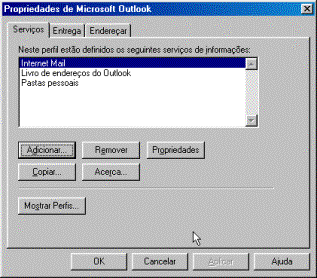 Propriedades de Microsoft Outlook
Serviços Entrega Endereçar
Neste perfil estão definidos os seguintes serviços de informações:
Internet Mail
Livro de endereços do Outlook
Pastas pessoais
Adicionar... Remover Propriedades
Copiar... Acerca...
Mostrar Perfis...
OK Cancelar Aplicar Ajuda